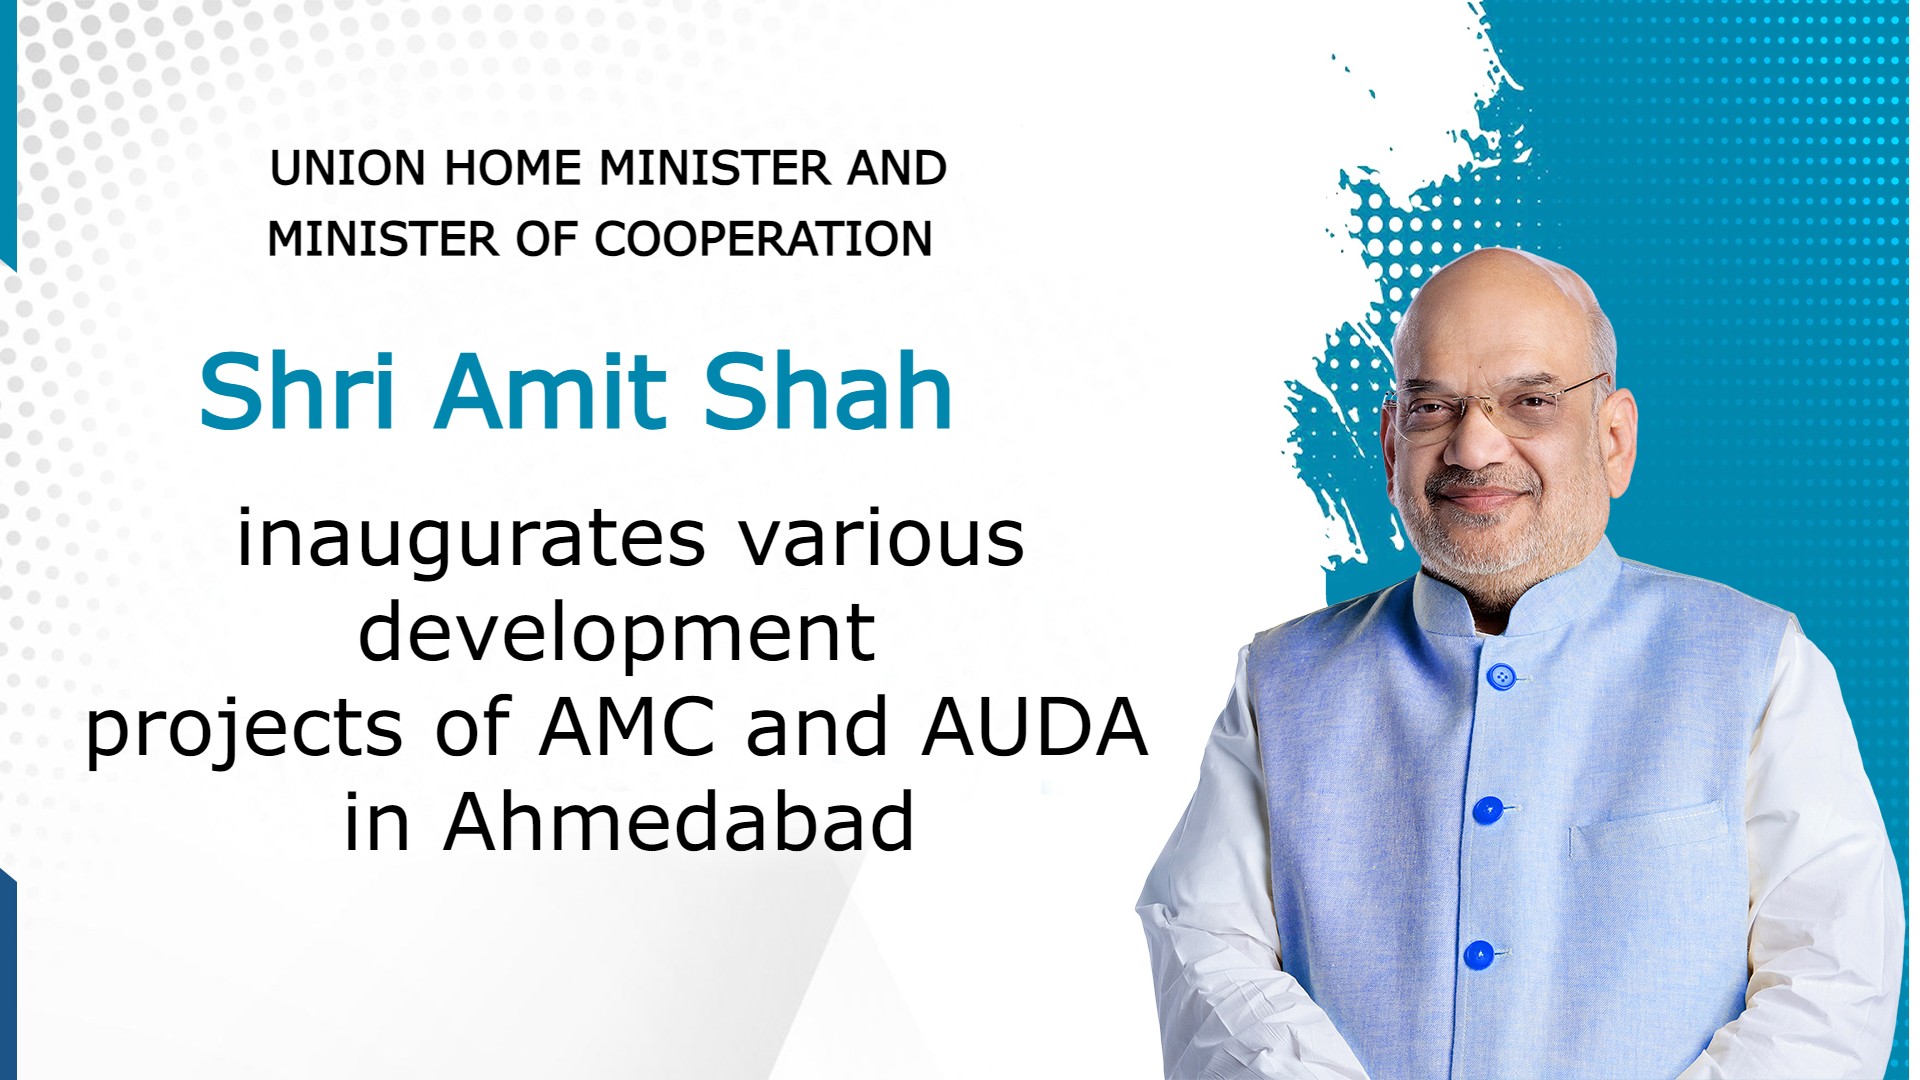 UNION HOME MINISTER AND
MINISTER OF COOPERATION
Shri Amit Shah
inaugurates various
development
projects of AMC and AUDA
in Ahmedabad